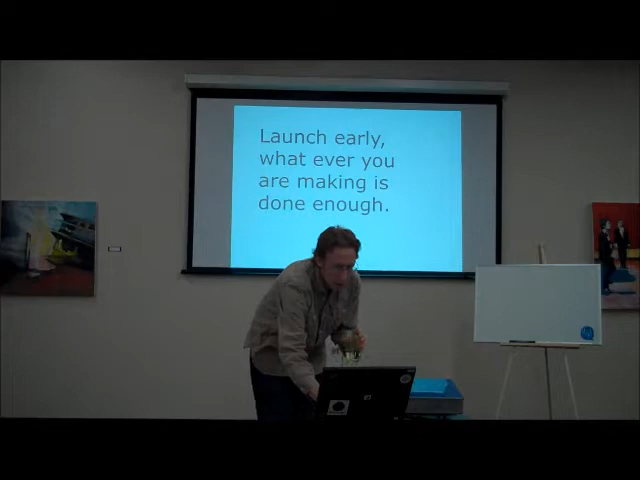 Launch early,
what ever you
are making is
done enough.